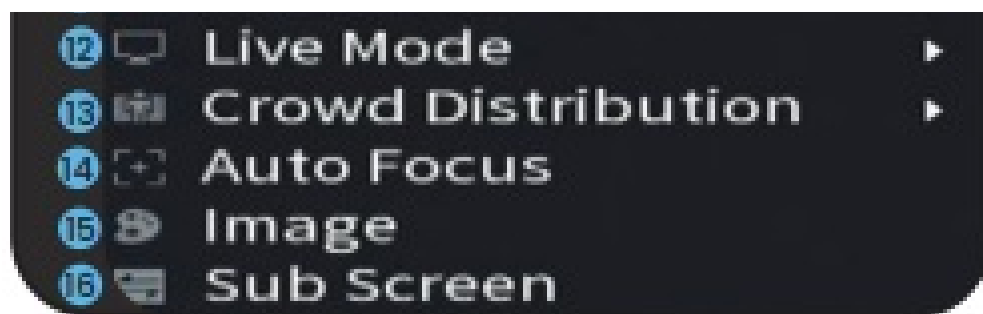 12 Live Mode
13 Crowd Distribution
14 Auto Focus
15 Image
16 Sub Screen